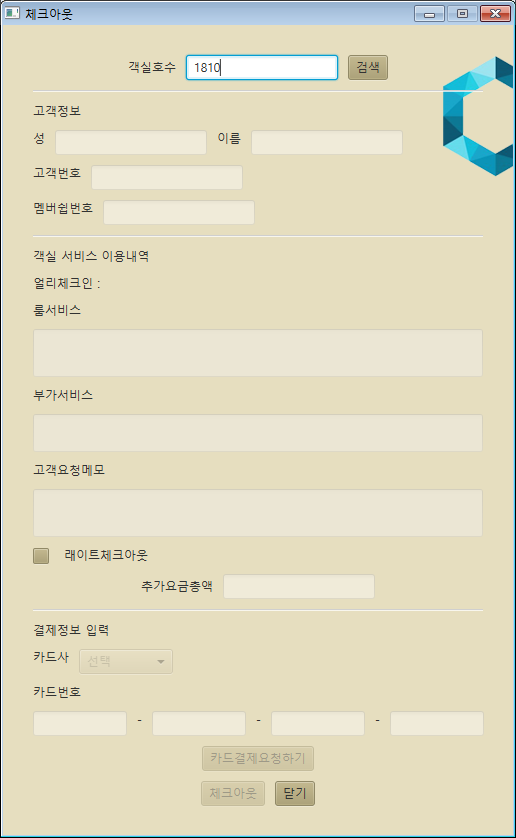 체크아웃
객실호수 1810 검색
고객정보
성 이름
고객번호
멤버쉽번호
객실 서비스 이용내역
얼리체크인 :
룸서비스
부가서비스
고객요청메모
래이트체크아웃
추가요금총액
결제정보 입력
카드사 선택
카드번호
- - -
카드결제요청하기
체크아웃 닫기